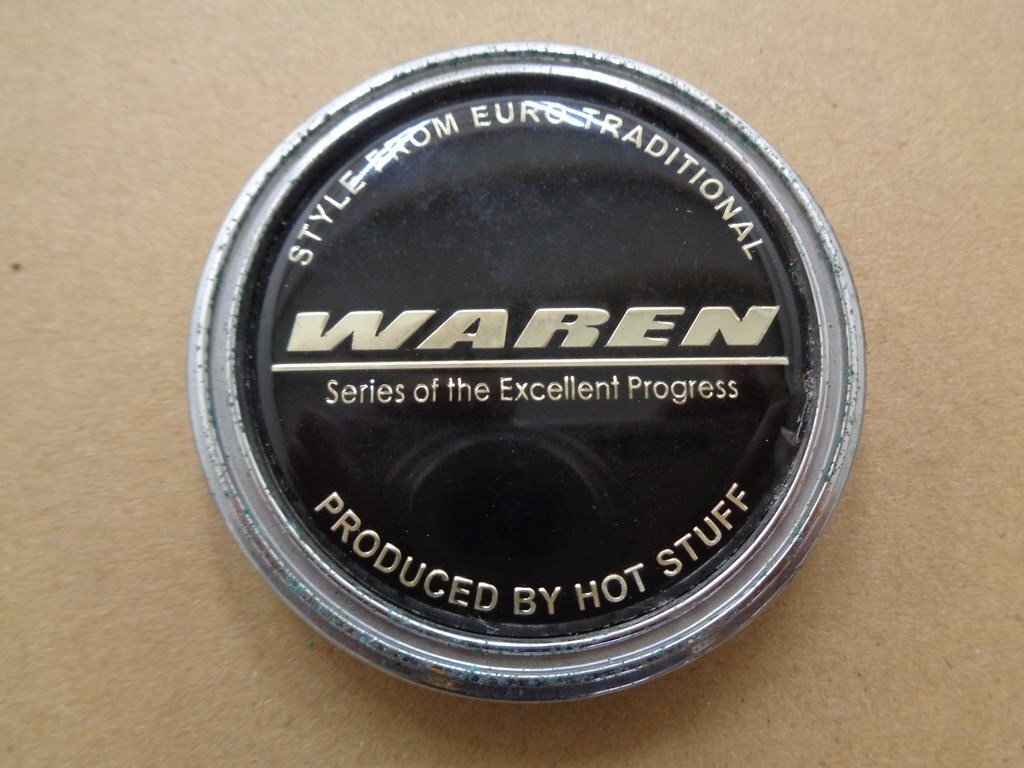 STYLE FROM EURO TRADITIONAL
WAREN
Series of the Excellent Progress
PRODUCED BY HOT STUFF